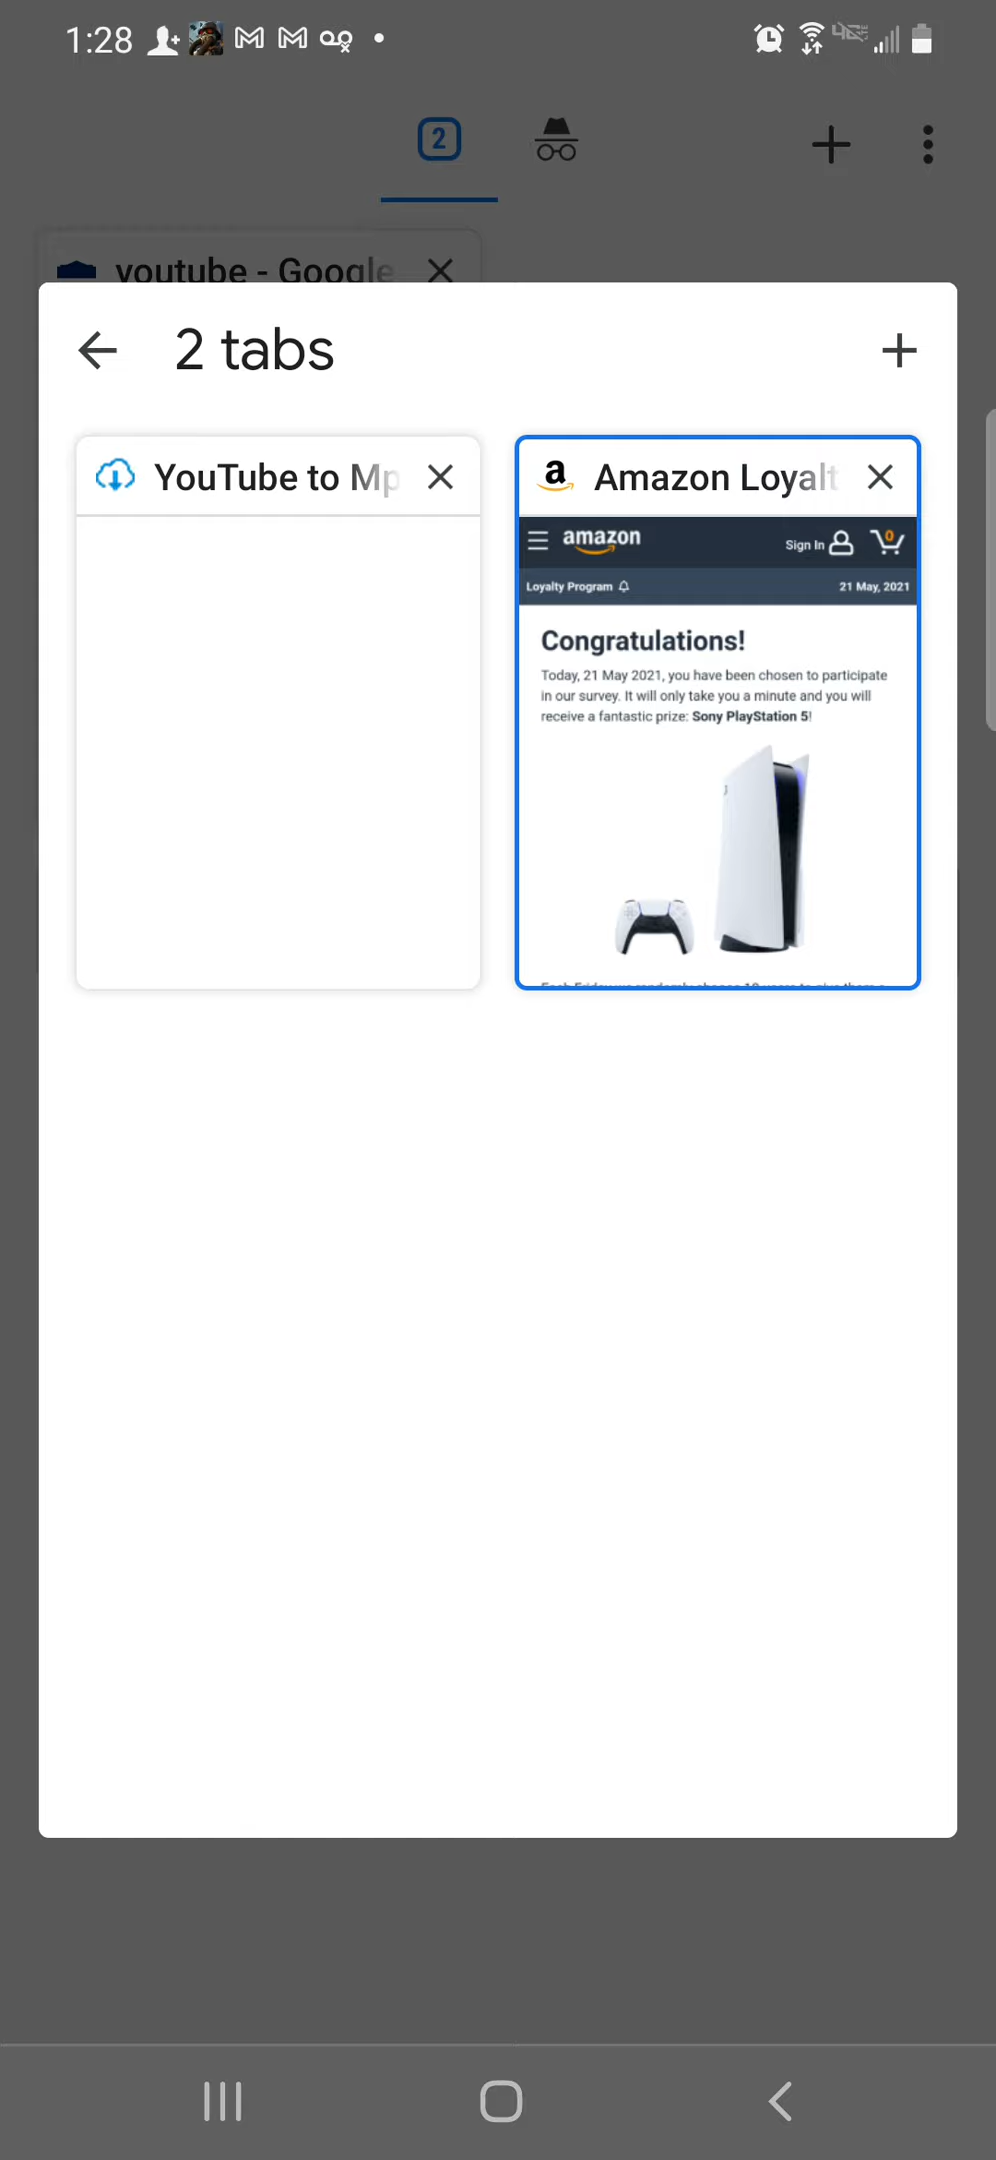 1:28
2
youtube - Google
2 tabs
YouTube to Mp
Amazon Loyalt
amazon
Sign In
0
Loyalty Program
21 May, 2021
Congratulations!
Today, 21 May 2021, you have been chosen to participate
in our survey. It will only take you a minute and you will
receive a fantastic prize: Sony PlayStation 5!